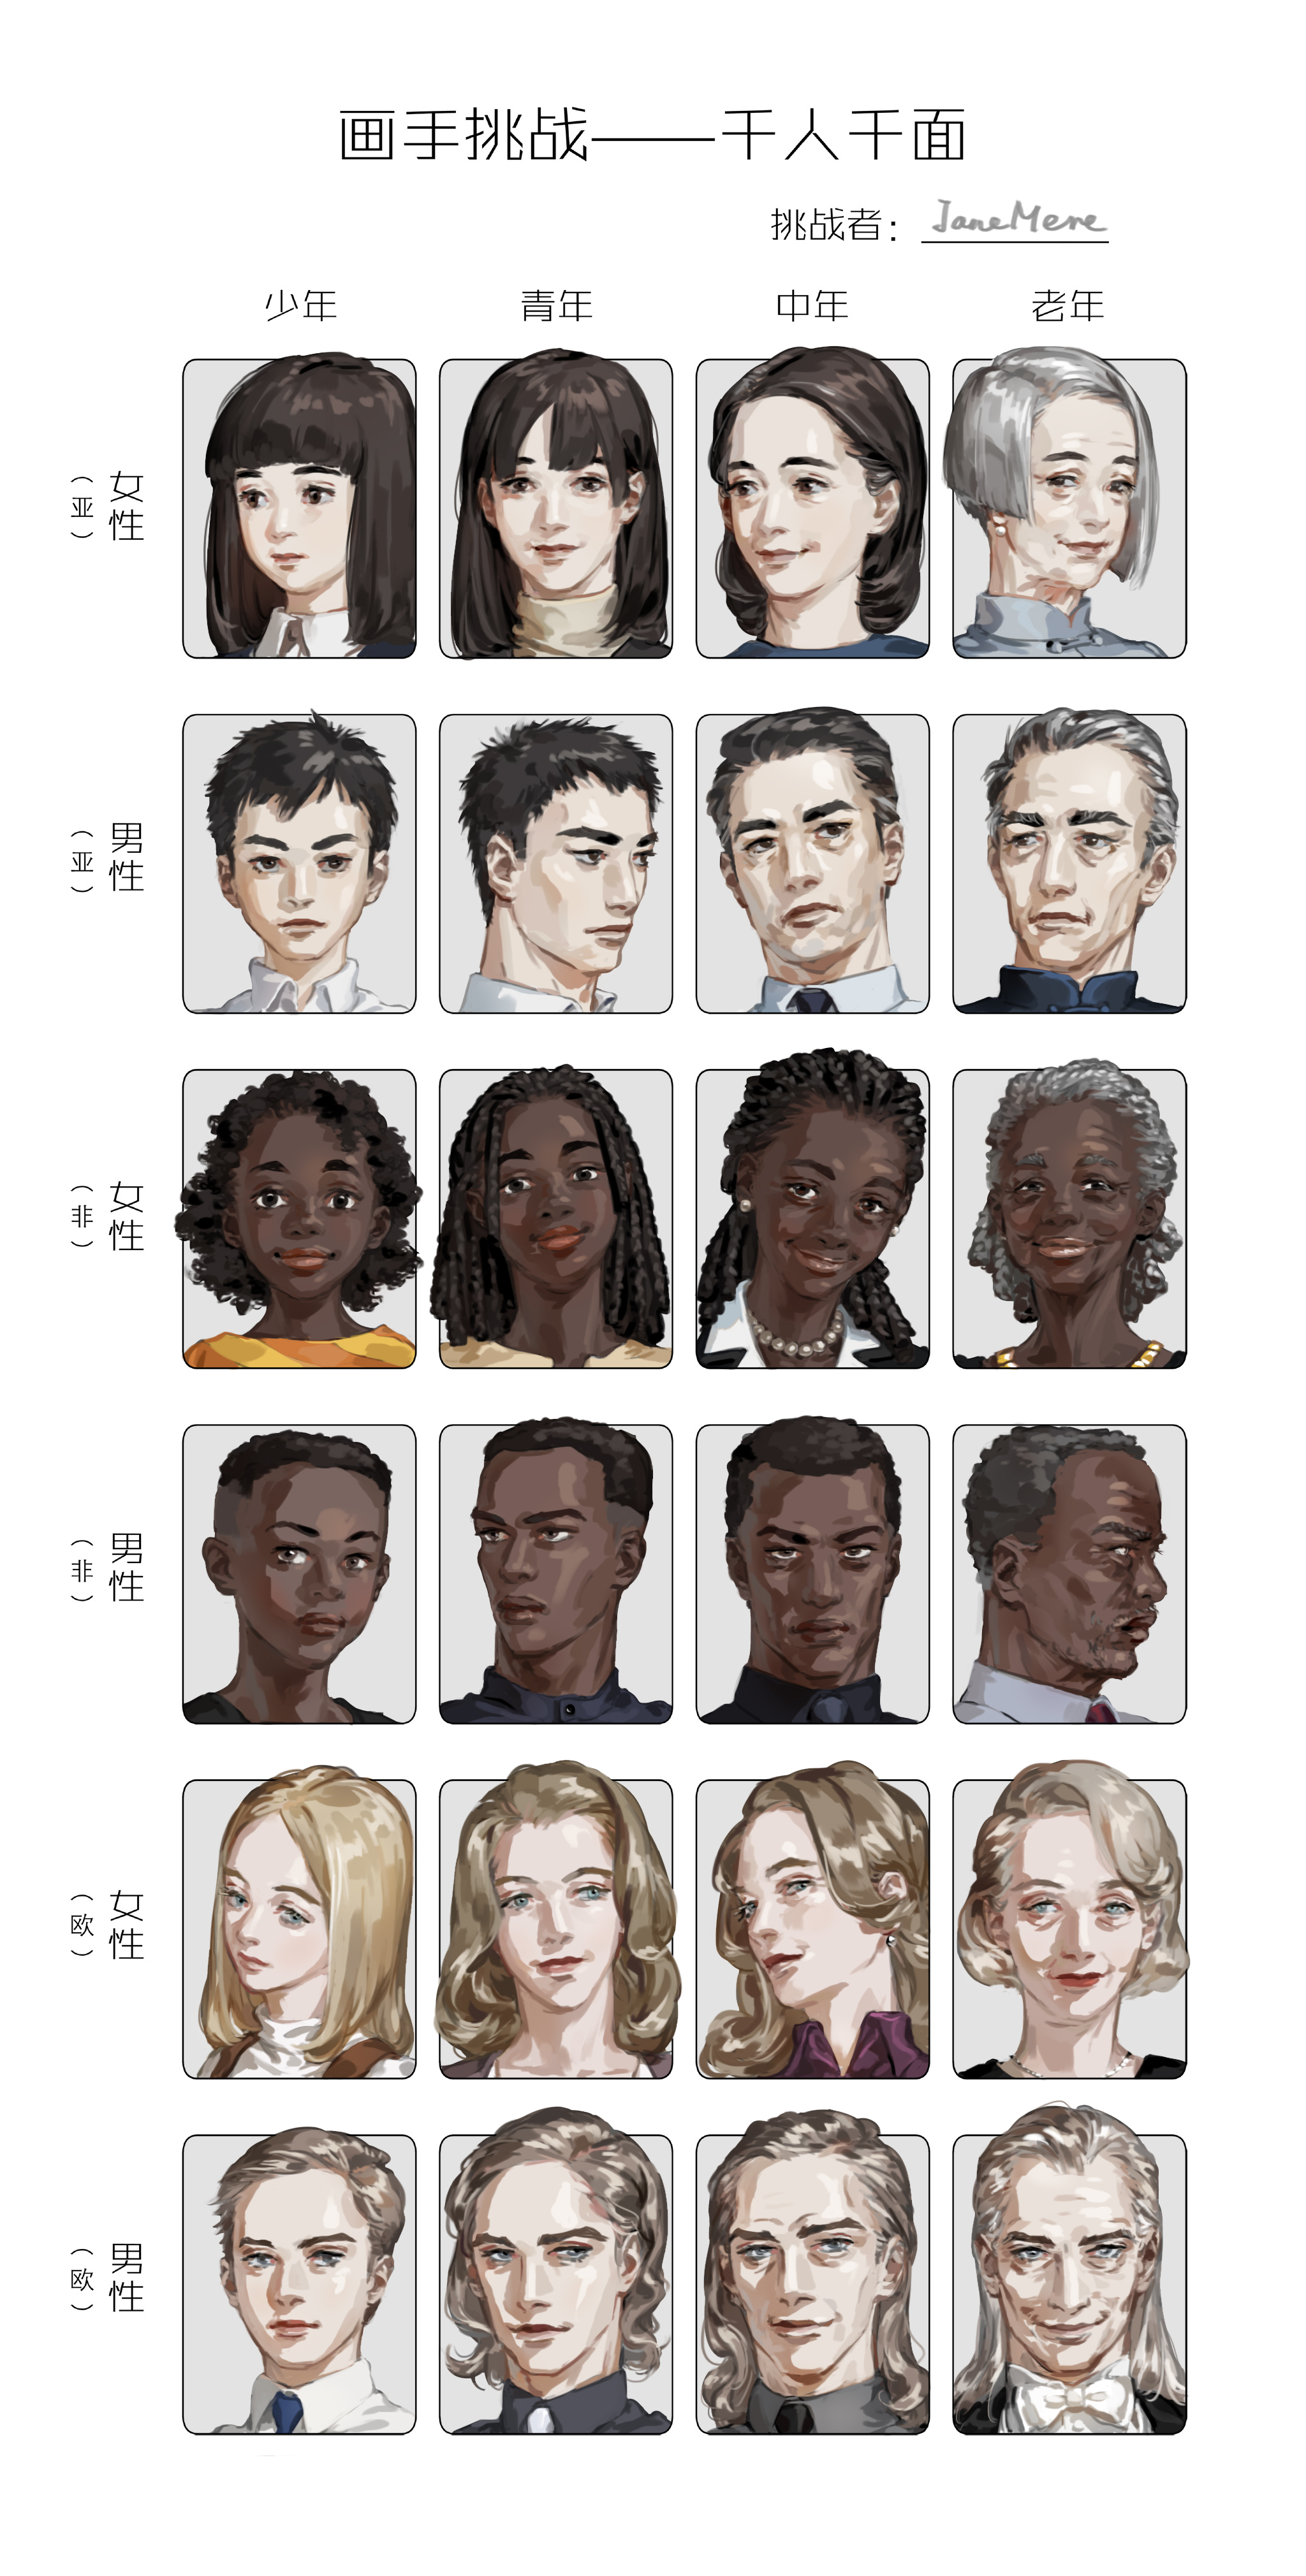 画手挑战——千人千面
挑战者：JaneMere
少年 青年 中年 老年
女性（亚）
男性（亚）
女性（非）
男性（非）
女性（欧）
男性（欧）